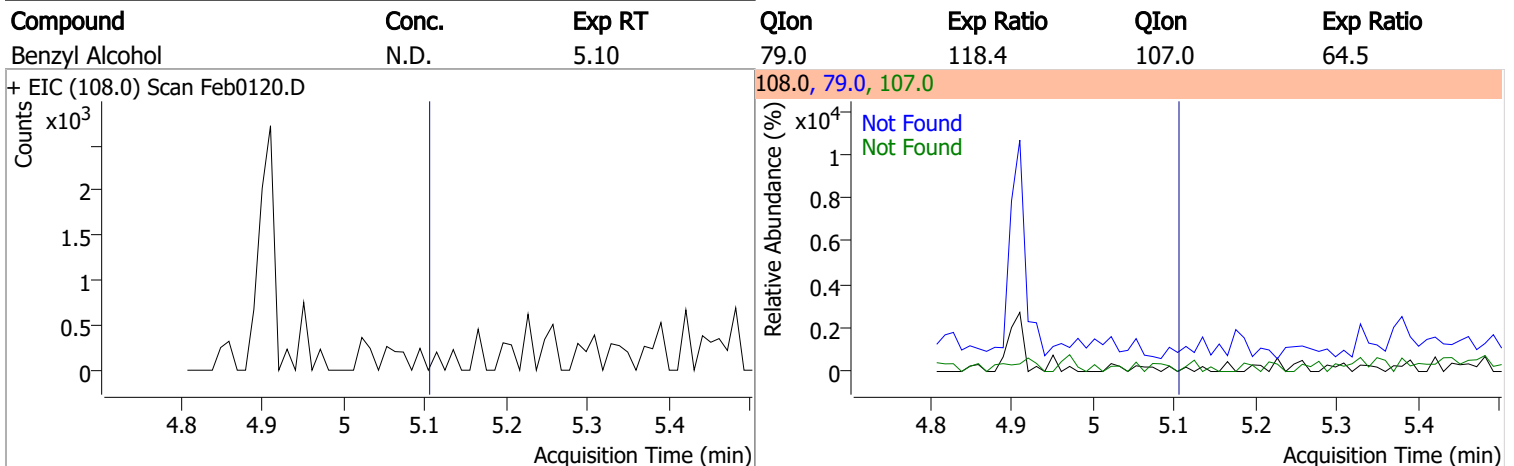 Compound Conc. Exp RT QIon Exp Ratio QIon Exp Ratio
Benzyl Alcohol N.D. 5.10 79.0 118.4 107.0 64.5
+ EIC (108.0) Scan Feb0120.D
Counts
x10³
2
1.5
1
0.5
0
4.8 4.9 5 5.1 5.2 5.3 5.4
Acquisition Time (min)
108.0, 79.0, 107.0
Relative Abundance (%)
x10⁴
Not Found
Not Found
1
0.8
0.6
0.4
0.2
0
4.8 4.9 5 5.1 5.2 5.3 5.4
Acquisition Time (min)